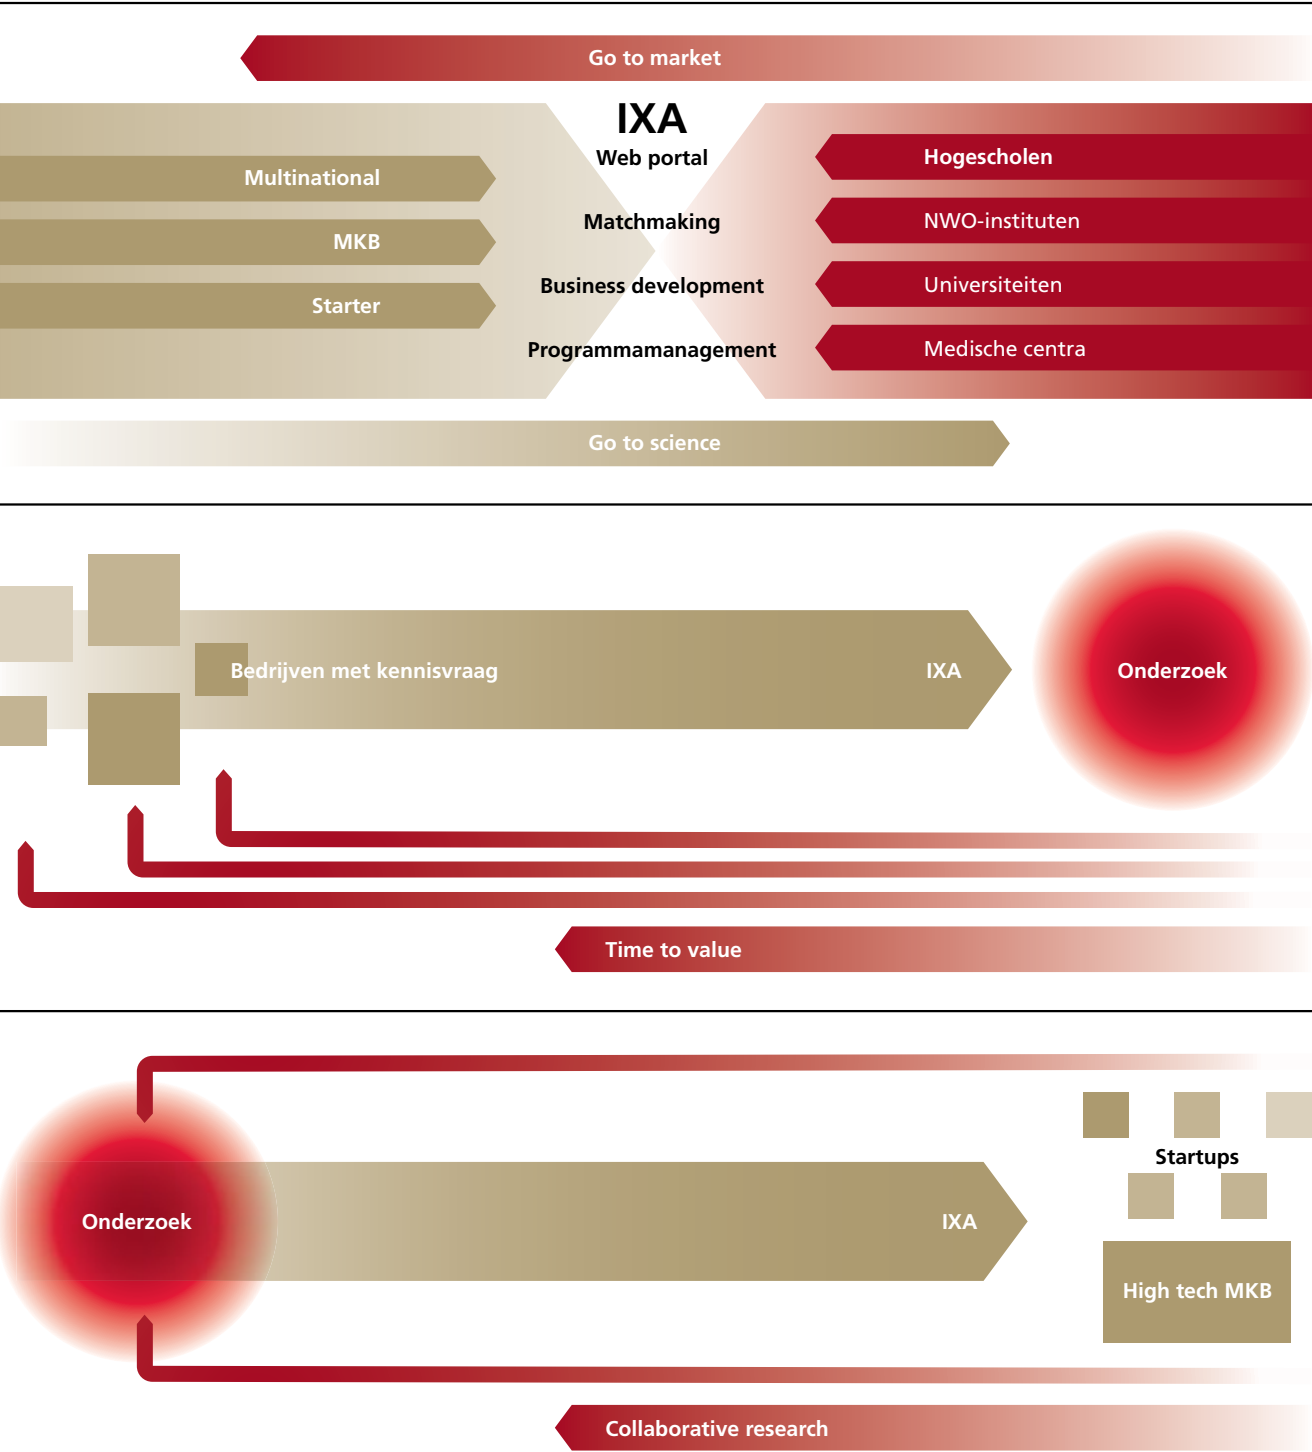 Go to market
IXA
Web portal
Matchmaking
Business development
Programmamanagement
Multinational
MKB
Starter
Hogescholen
NWO-instituten
Universiteiten
Medische centra
Go to science
Bedrijven met kennisvraag
IXA
Onderzoek
Time to value
Onderzoek
IXA
Startups
High tech MKB
Collaborative research